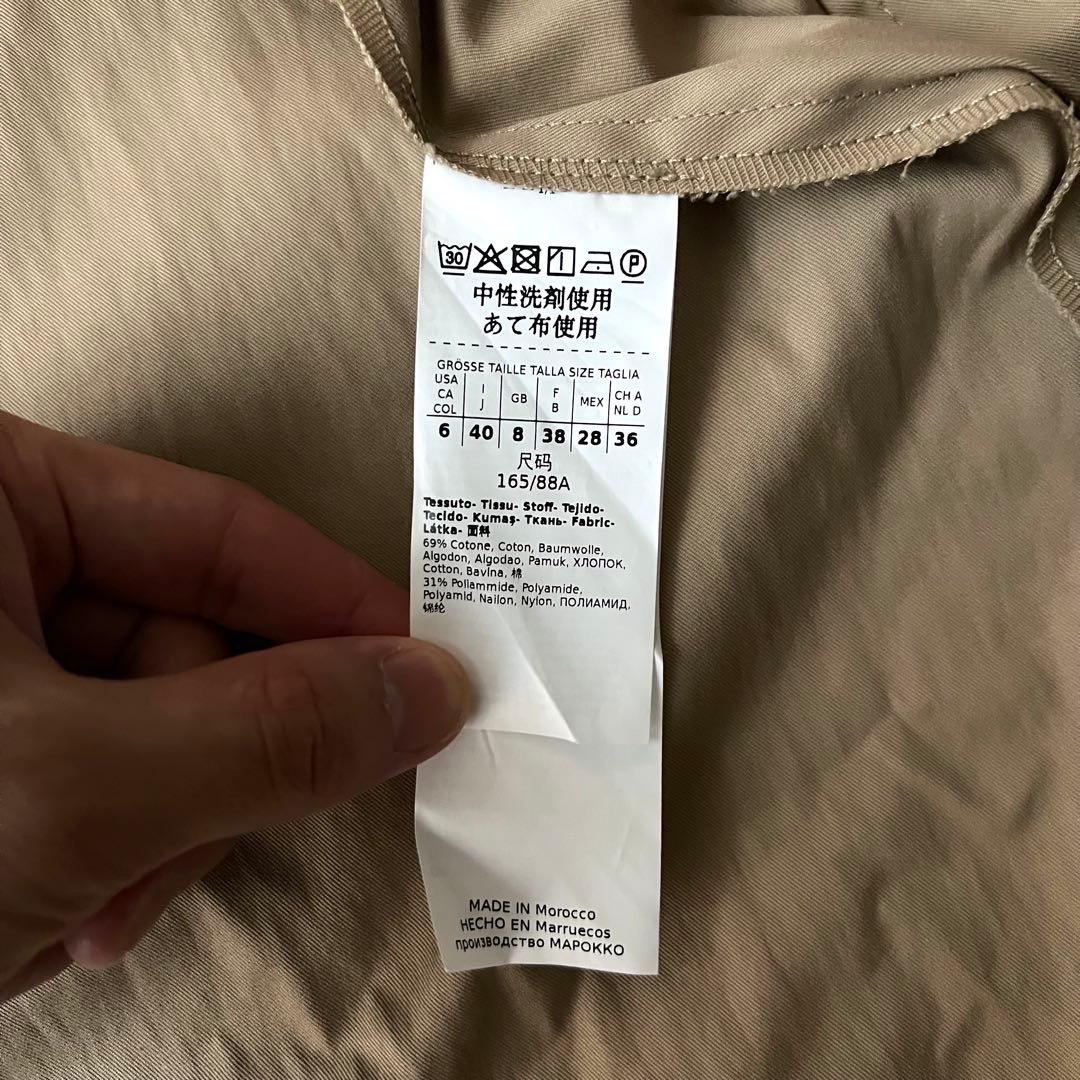 30 P
中性洗剤使用
あて布使用
GRÖSSE TAILLE TALLA SIZE TAGLIA
USA CA COL I J GB F B MEX CH A NL D
6 40 8 38 28 36
尺码
165/88A
Tessuto- Tissu- Stoff- Tejido-
Tecido- Kumaş- Ткань- Fabric-
Látka- 面料
69% Cotone, Coton, Baumwolle,
Algodon, Algodao, Pamuk, ХЛОПОК,
Cotton, Bavlna, 棉
31% Poliammide, Polyamide,
Polyamid, Nailon, Nylon, ПОЛИАМИД,
锦纶
MADE IN Morocco
HECHO EN Marruecos
производство МАРОККО